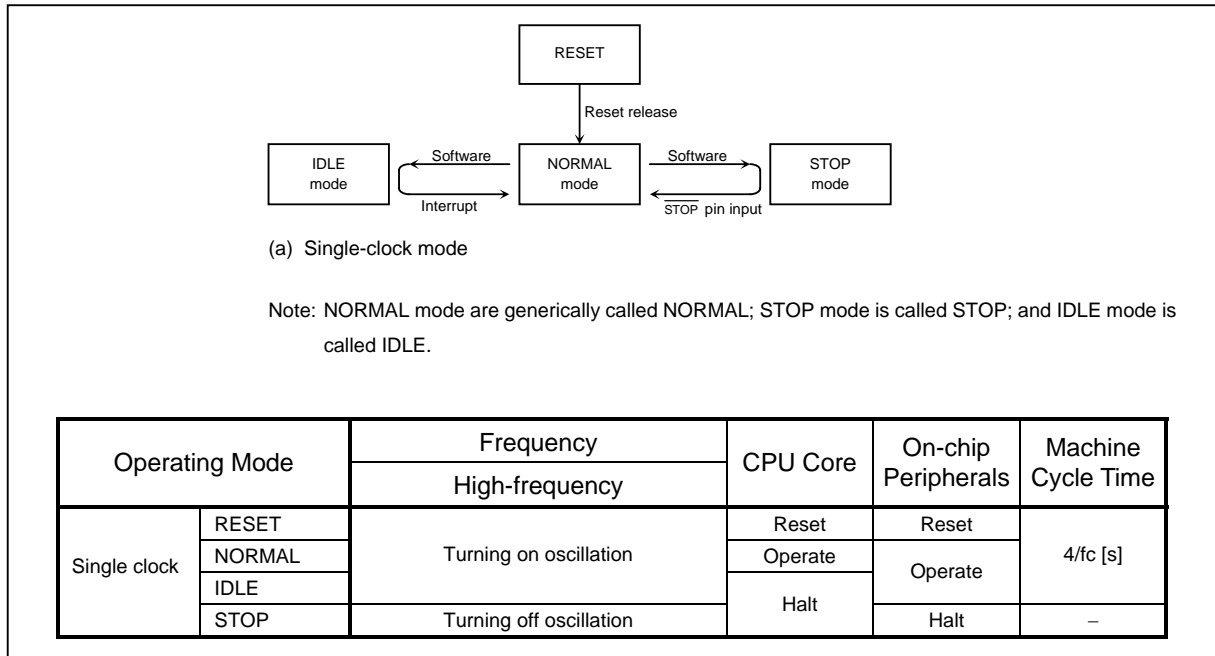 RESET
Reset release
IDLE
mode
Software
Interrupt
NORMAL
mode
Software
STOP pin input
STOP
mode
(a) Single-clock mode
Note: NORMAL mode are generically called NORMAL; STOP mode is called STOP; and IDLE mode is
called IDLE.
Operating Mode
Frequency
High-frequency
CPU Core
On-chip
Peripherals
Machine
Cycle Time
Single clock
RESET
Turning on oscillation
Reset
Reset
4/fc [s]
NORMAL
Operate
Operate
IDLE
Halt
STOP
Turning off oscillation
Halt
–